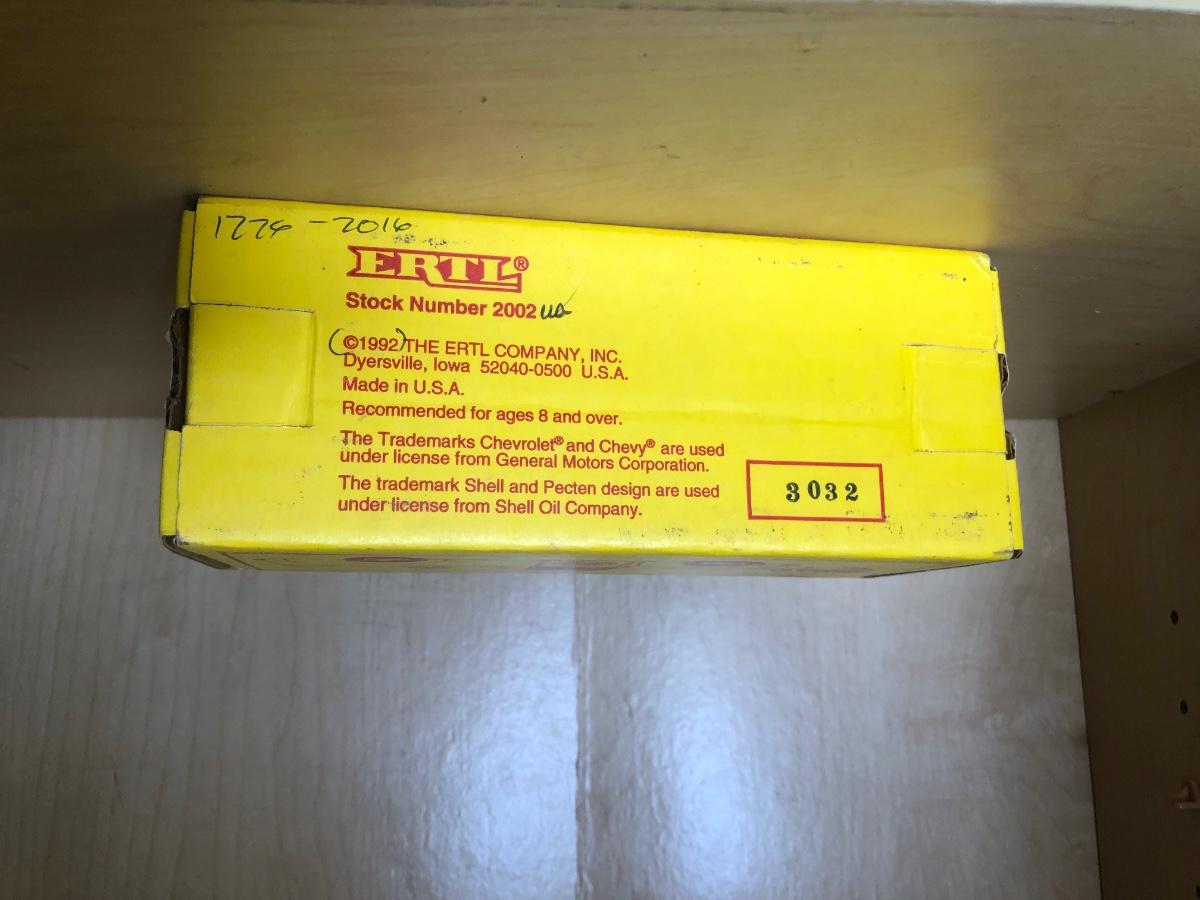 1776 - 2016
ERTL®
Stock Number 2002 UA
(©1992) THE ERTL COMPANY, INC.
Dyersville, Iowa 52040-0500 U.S.A.
Made in U.S.A.
Recommended for ages 8 and over.
The Trademarks Chevrolet® and Chevy® are used
under license from General Motors Corporation.
The trademark Shell and Pecten design are used
under license from Shell Oil Company.
3032